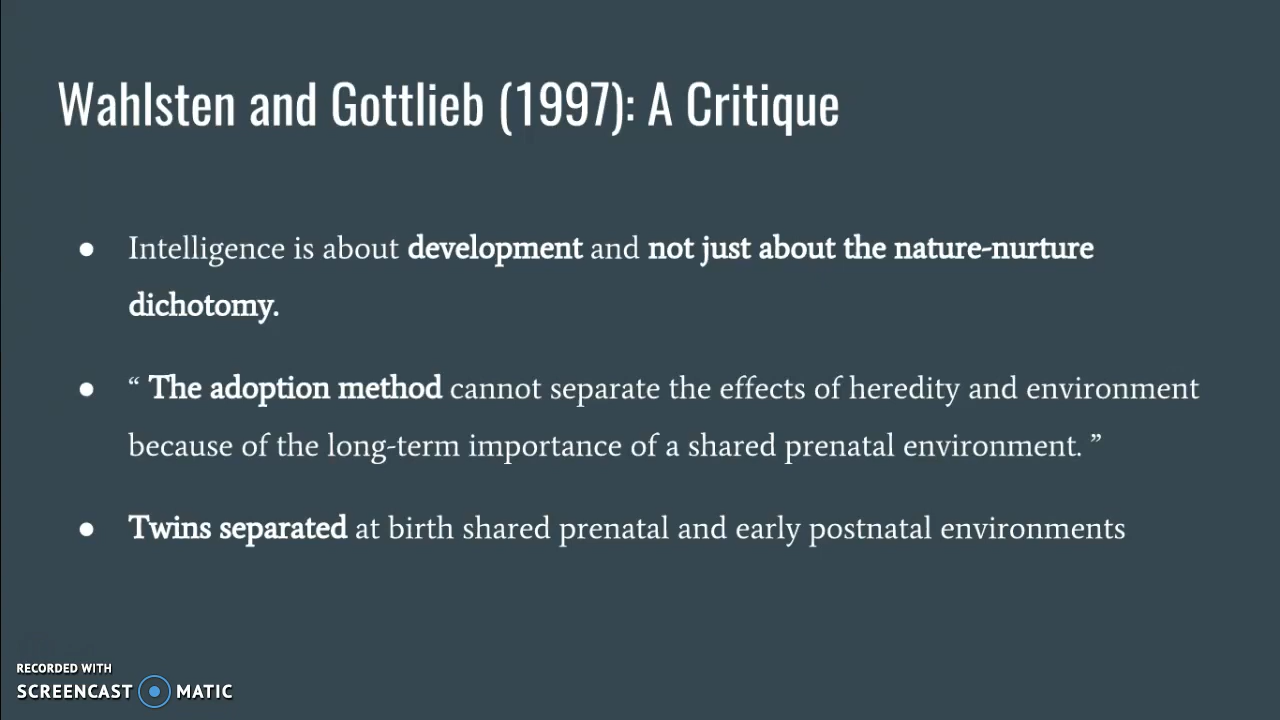 Wahlsten and Gottlieb (1997): A Critique
● Intelligence is about development and not just about the nature-nurture
dichotomy.
● “ The adoption method cannot separate the effects of heredity and environment
because of the long-term importance of a shared prenatal environment. ”
● Twins separated at birth shared prenatal and early postnatal environments
RECORDED WITH
SCREENCAST MATIC